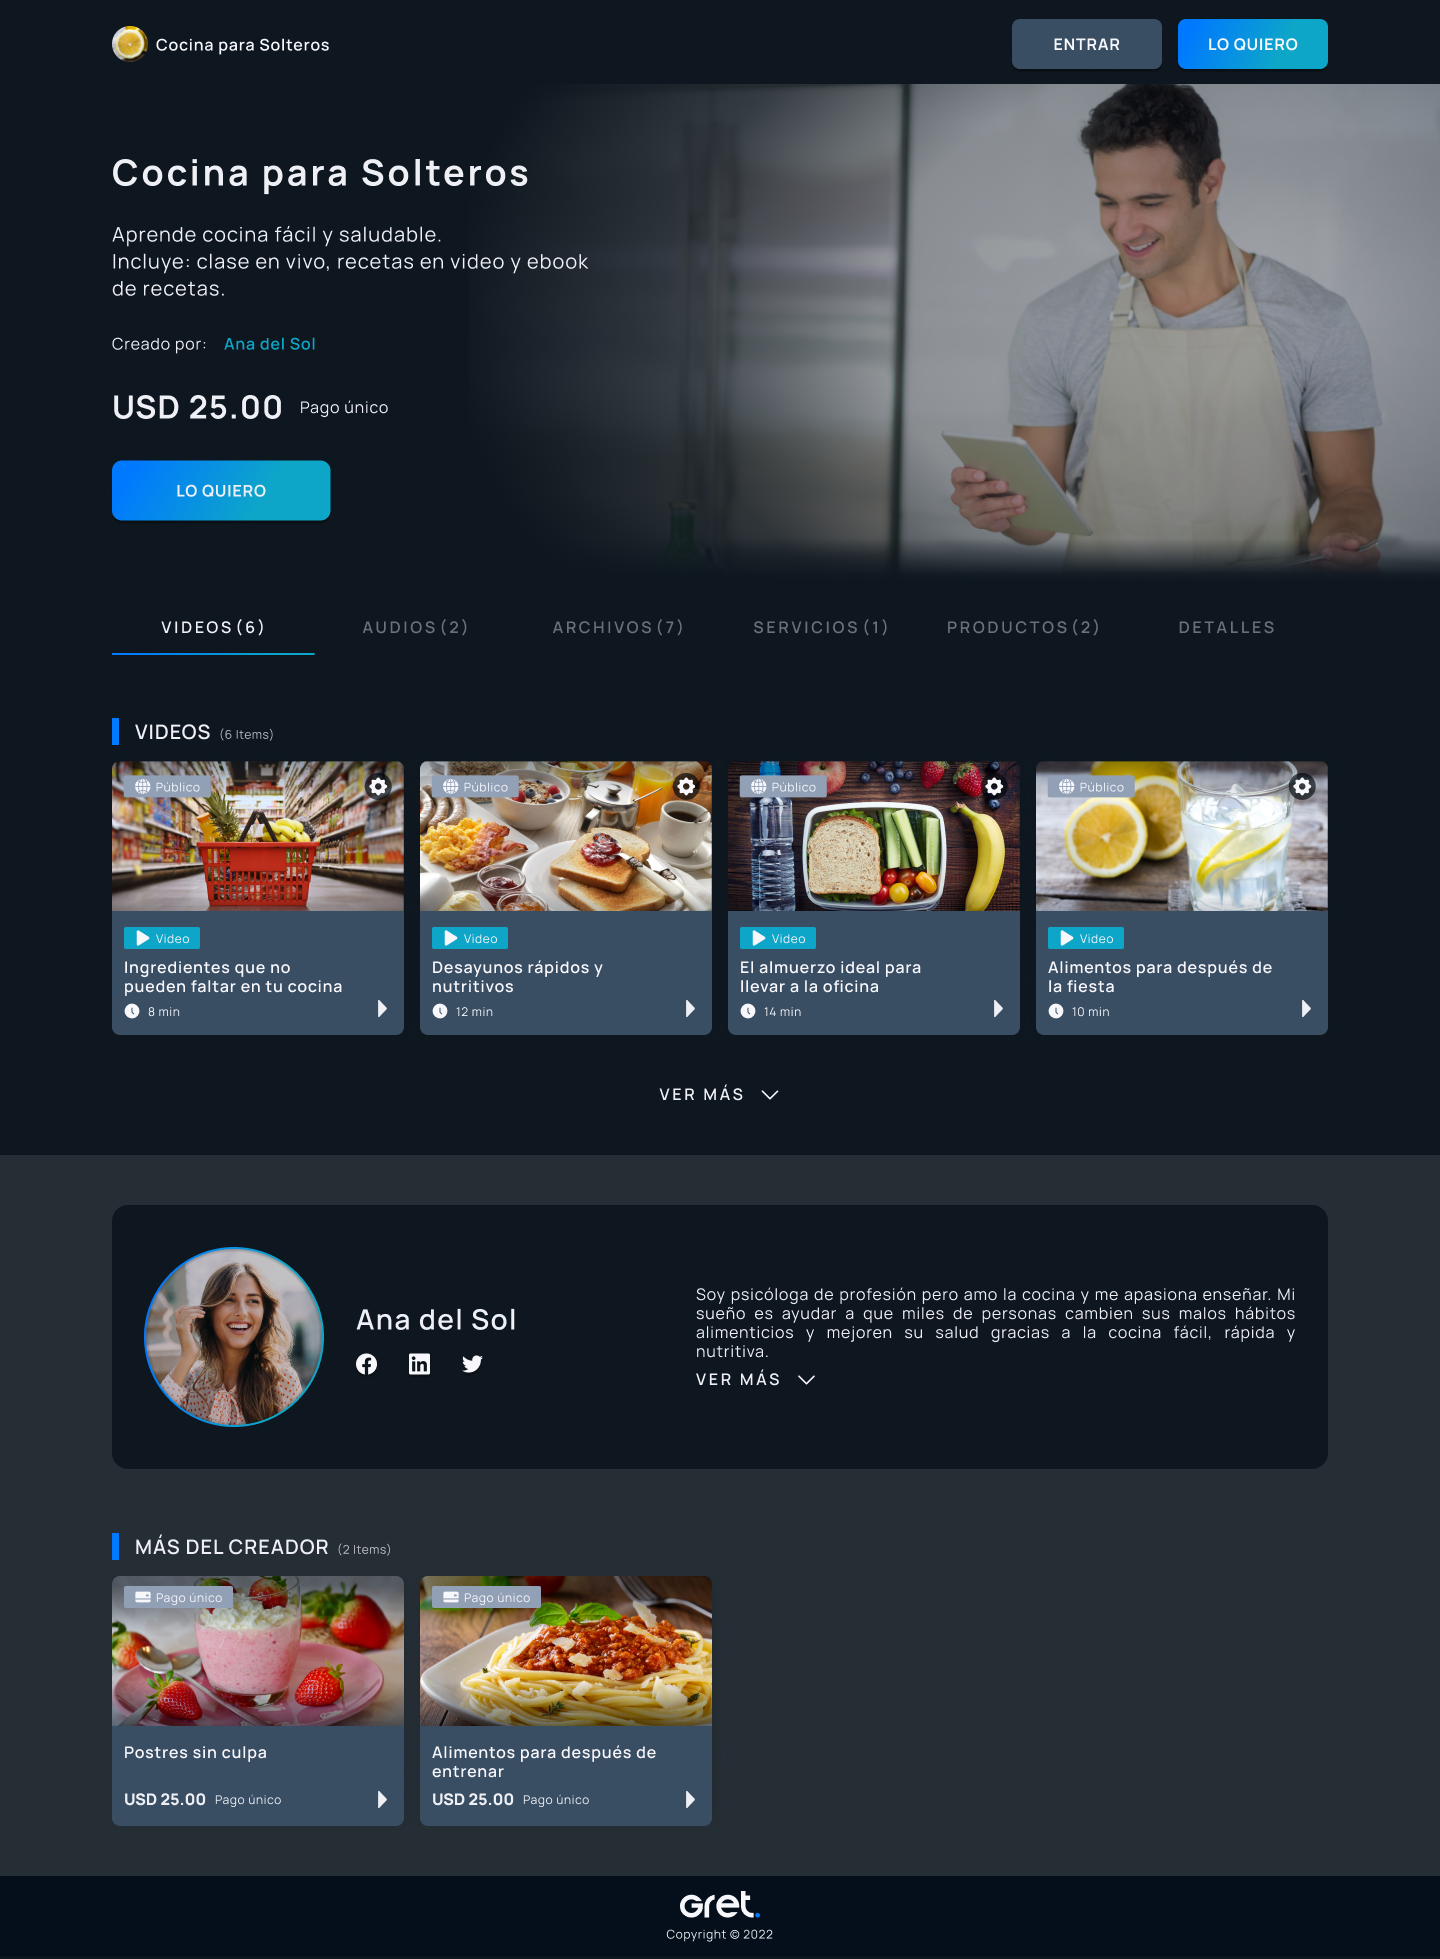 Cocina para Solteros
ENTRAR
LO QUIERO
Cocina para Solteros
Aprende cocina fácil y saludable.
Incluye: clase en vivo, recetas en video y ebook
de recetas.
Creado por: Ana del Sol
USD 25.00 Pago único
LO QUIERO
VIDEOS(6)
AUDIOS(2)
ARCHIVOS(7)
SERVICIOS(1)
PRODUCTOS(2)
DETALLES
VIDEOS (6 Items)
Público
Video
Ingredientes que no
pueden faltar en tu cocina
8 min
Público
Video
Desayunos rápidos y
nutritivos
12 min
Público
Video
El almuerzo ideal para
llevar a la oficina
14 min
Público
Video
Alimentos para después de
la fiesta
10 min
VER MÁS
Ana del Sol
Soy psicóloga de profesión pero amo la cocina y me apasiona enseñar. Mi
sueño es ayudar a que miles de personas cambien sus malos hábitos
alimenticios y mejoren su salud gracias a la cocina fácil, rápida y
nutritiva.
VER MÁS
MÁS DEL CREADOR (2 Items)
Pago único
Postres sin culpa
USD 25.00 Pago único
Pago único
Alimentos para después de
entrenar
USD 25.00 Pago único
Gret.
Copyright © 2022